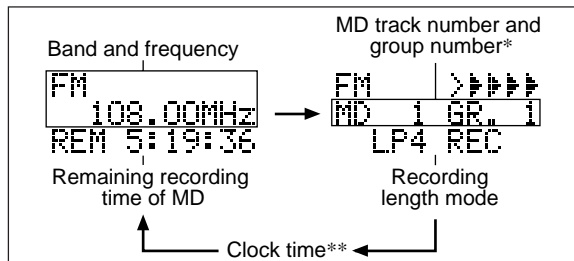 Band and frequency
MD track number and
group number*
FM
108.00MHz
REM 5:19:36
FM
MD 1 GR. 1
LP4 REC
Remaining recording
time of MD
Recording
length mode
Clock time**